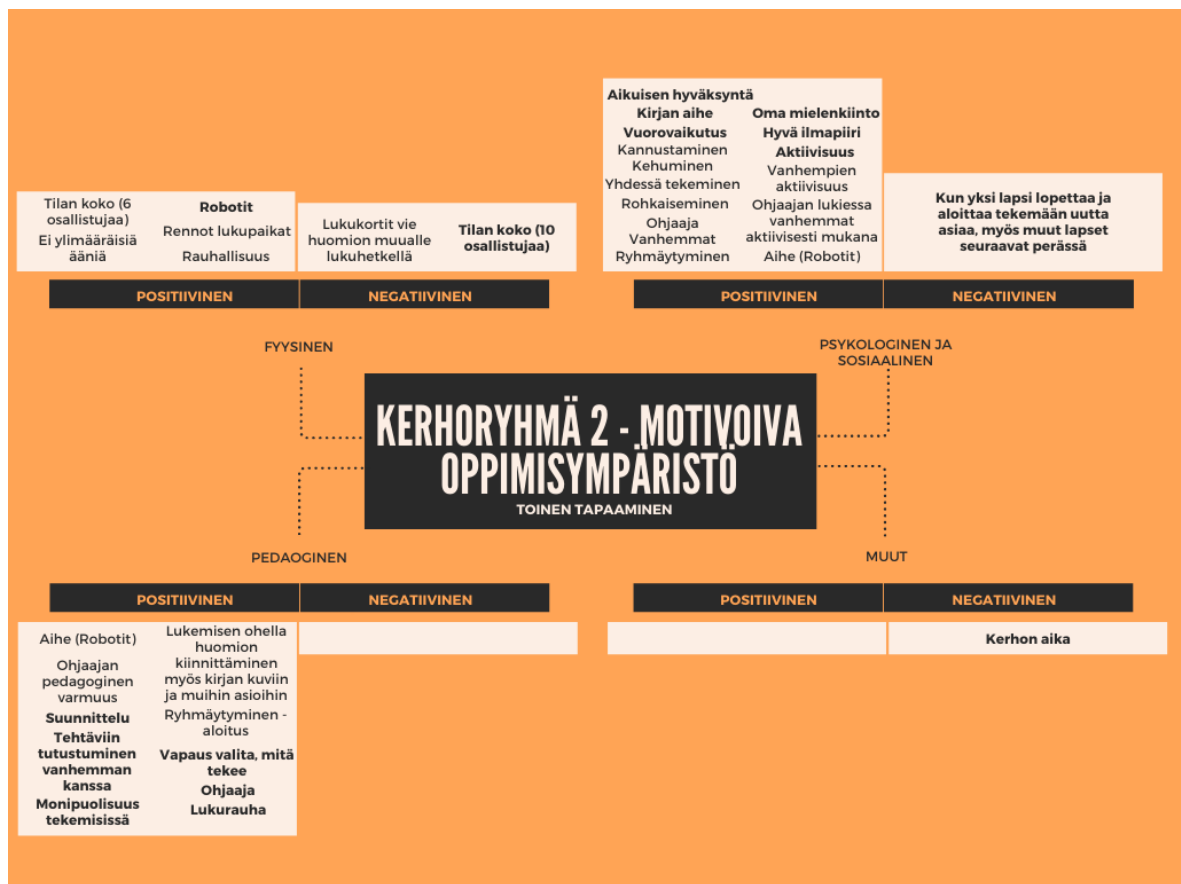 Tilan koko (6
osallistujaa)
Ei ylimääräisiä
ääniä
Robotit
Rennot lukupaikat
Rauhallisuus
Lukukortit vie
huomion muualle
lukuhetkellä
Tilan koko (10
osallistujaa)
POSITIIVINEN
NEGATIIVINEN
FYYSINEN
Aikuisen hyväksyntä
Kirjan aihe
Vuorovaikutus
Kannustaminen
Kehuminen
Yhdessä tekeminen
Rohkaiseminen
Ohjaaja
Vanhemmat
Ryhmäytyminen
Oma mielenkiinto
Hyvä ilmapiiri
Aktiivisuus
Vanhempien
aktiivisuus
Ohjaajan lukiessa
vanhemmat
aktiivisesti mukana
Aihe (Robotit)
Kun yksi lapsi lopettaa ja
aloittaa tekemään uutta
asiaa, myös muut lapset
seuraavat perässä
POSITIIVINEN
NEGATIIVINEN
PSYKOLOGINEN JA
SOSIAALINEN
KERHORYHMÄ 2 - MOTIVOIVA
OPPIMISYMPÄRISTÖ
TOINEN TAPAAMINEN
PEDAOGINEN
POSITIIVINEN
NEGATIIVINEN
Aihe (Robotit)
Ohjaajan
pedagoginen
varmuus
Suunnittelu
Tehtäviin
tutustuminen
vanhemman
kanssa
Monipuolisuus
tekemisissä
Lukemisen ohella
huomion
kiinnittäminen
myös kirjan kuviin
ja muihin asioihin
Ryhmäytyminen -
aloitus
Vapaus valita, mitä
tekee
Ohjaaja
Lukurauha
MUUT
POSITIIVINEN
NEGATIIVINEN
Kerhon aika